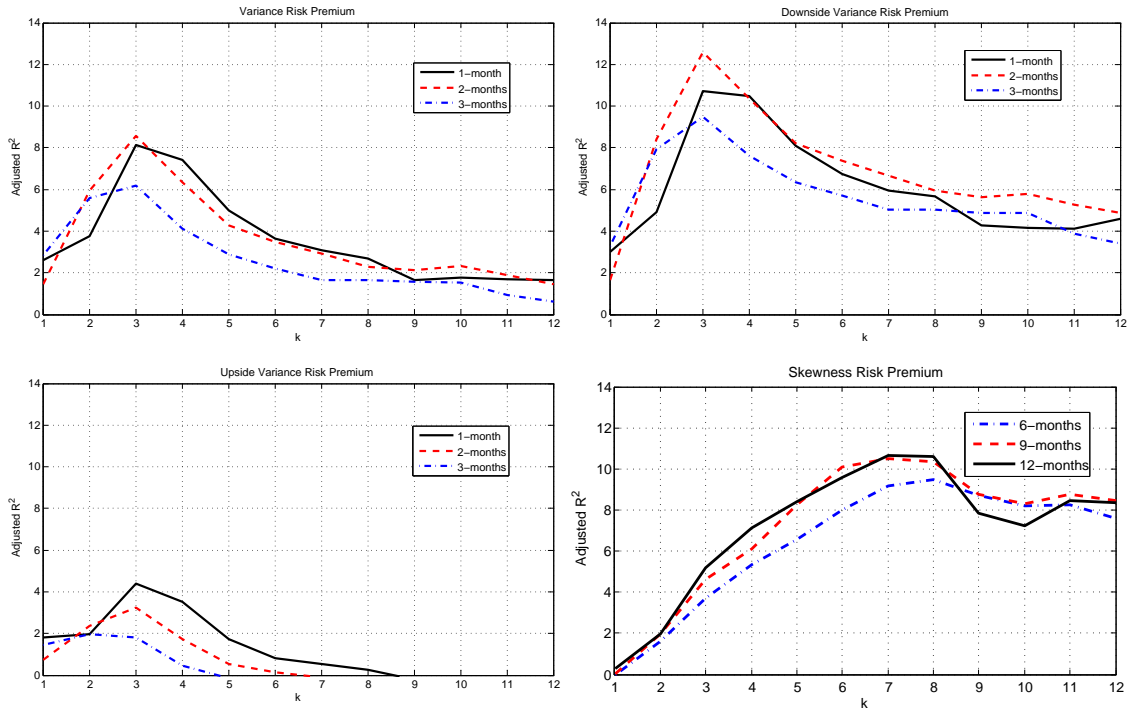 Variance Risk Premium
14
12
10
8
6
4
2
0
Adjusted R²
1 2 3 4 5 6 7 8 9 10 11 12
k
1−month
2−months
3−months
Downside Variance Risk Premium
14
12
10
8
6
4
2
0
Adjusted R²
1 2 3 4 5 6 7 8 9 10 11 12
k
1−month
2−months
3−months
Upside Variance Risk Premium
14
12
10
8
6
4
2
0
Adjusted R²
1 2 3 4 5 6 7 8 9 10 11 12
k
1−month
2−months
3−months
Skewness Risk Premium
14
12
10
8
6
4
2
0
Adjusted R²
1 2 3 4 5 6 7 8 9 10 11 12
k
6−months
9−months
12−months